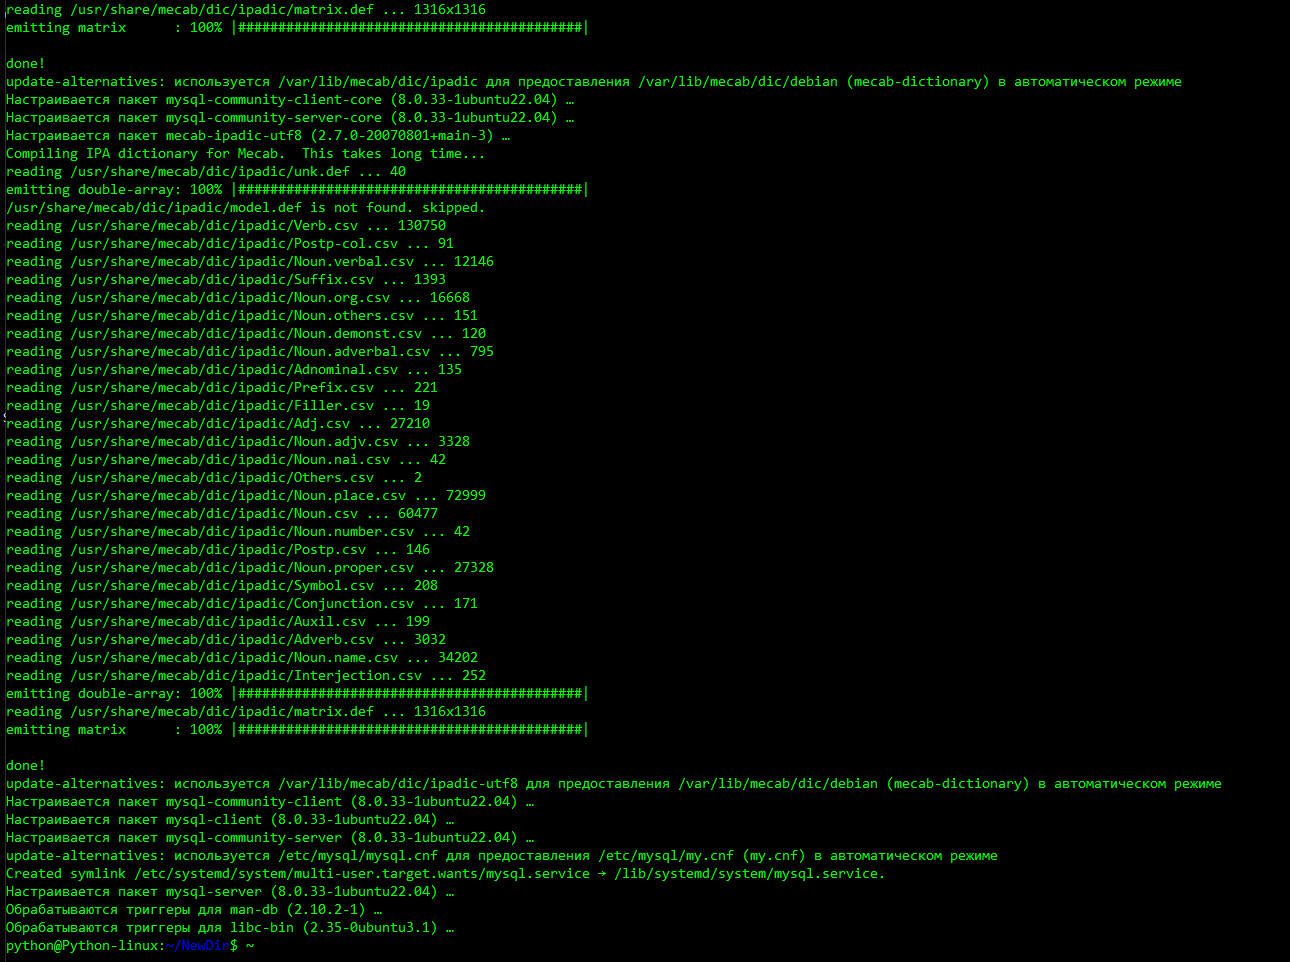 reading /usr/share/mecab/dic/ipadic/matrix.def ... 1316x1316
emitting matrix      : 100% |###########################################|

done!
update-alternatives: используется /var/lib/mecab/dic/ipadic для предоставления /var/lib/mecab/dic/debian (mecab-dictionary) в автоматическом режиме
Настраивается пакет mysql-community-client-core (8.0.33-1ubuntu22.04) …
Настраивается пакет mysql-community-server-core (8.0.33-1ubuntu22.04) …
Настраивается пакет mecab-ipadic-utf8 (2.7.0-20070801+main-3) …
Compiling IPA dictionary for Mecab.  This takes long time...
reading /usr/share/mecab/dic/ipadic/unk.def ... 40
emitting double-array: 100% |###########################################|
/usr/share/mecab/dic/ipadic/model.def is not found. skipped.
reading /usr/share/mecab/dic/ipadic/Verb.csv ... 130750
reading /usr/share/mecab/dic/ipadic/Postp-col.csv ... 91
reading /usr/share/mecab/dic/ipadic/Noun.verbal.csv ... 12146
reading /usr/share/mecab/dic/ipadic/Suffix.csv ... 1393
reading /usr/share/mecab/dic/ipadic/Noun.org.csv ... 16668
reading /usr/share/mecab/dic/ipadic/Noun.others.csv ... 151
reading /usr/share/mecab/dic/ipadic/Noun.demonst.csv ... 120
reading /usr/share/mecab/dic/ipadic/Noun.adverbal.csv ... 795
reading /usr/share/mecab/dic/ipadic/Adnominal.csv ... 135
reading /usr/share/mecab/dic/ipadic/Prefix.csv ... 221
reading /usr/share/mecab/dic/ipadic/Filler.csv ... 19
reading /usr/share/mecab/dic/ipadic/Adj.csv ... 27210
reading /usr/share/mecab/dic/ipadic/Noun.adjv.csv ... 3328
reading /usr/share/mecab/dic/ipadic/Noun.nai.csv ... 42
reading /usr/share/mecab/dic/ipadic/Others.csv ... 2
reading /usr/share/mecab/dic/ipadic/Noun.place.csv ... 72999
reading /usr/share/mecab/dic/ipadic/Noun.csv ... 60477
reading /usr/share/mecab/dic/ipadic/Noun.number.csv ... 42
reading /usr/share/mecab/dic/ipadic/Postp.csv ... 146
reading /usr/share/mecab/dic/ipadic/Noun.proper.csv ... 27328
reading /usr/share/mecab/dic/ipadic/Symbol.csv ... 208
reading /usr/share/mecab/dic/ipadic/Conjunction.csv ... 171
reading /usr/share/mecab/dic/ipadic/Auxil.csv ... 199
reading /usr/share/mecab/dic/ipadic/Adverb.csv ... 3032
reading /usr/share/mecab/dic/ipadic/Noun.name.csv ... 34202
reading /usr/share/mecab/dic/ipadic/Interjection.csv ... 252
emitting double-array: 100% |###########################################|
reading /usr/share/mecab/dic/ipadic/matrix.def ... 1316x1316
emitting matrix      : 100% |###########################################|

done!
update-alternatives: используется /var/lib/mecab/dic/ipadic-utf8 для предоставления /var/lib/mecab/dic/debian (mecab-dictionary) в автоматическом режиме
Настраивается пакет mysql-community-client (8.0.33-1ubuntu22.04) …
Настраивается пакет mysql-client (8.0.33-1ubuntu22.04) …
Настраивается пакет mysql-community-server (8.0.33-1ubuntu22.04) …
update-alternatives: используется /etc/mysql/mysql.cnf для предоставления /etc/mysql/my.cnf (my.cnf) в автоматическом режиме
Created symlink /etc/systemd/system/multi-user.target.wants/mysql.service → /lib/systemd/system/mysql.service.
Настраивается пакет mysql-server (8.0.33-1ubuntu22.04) …
Обрабатываются триггеры для man-db (2.10.2-1) …
Обрабатываются триггеры для libc-bin (2.35-0ubuntu3.1) …
python@Python-linux:~/NewDir$ ~